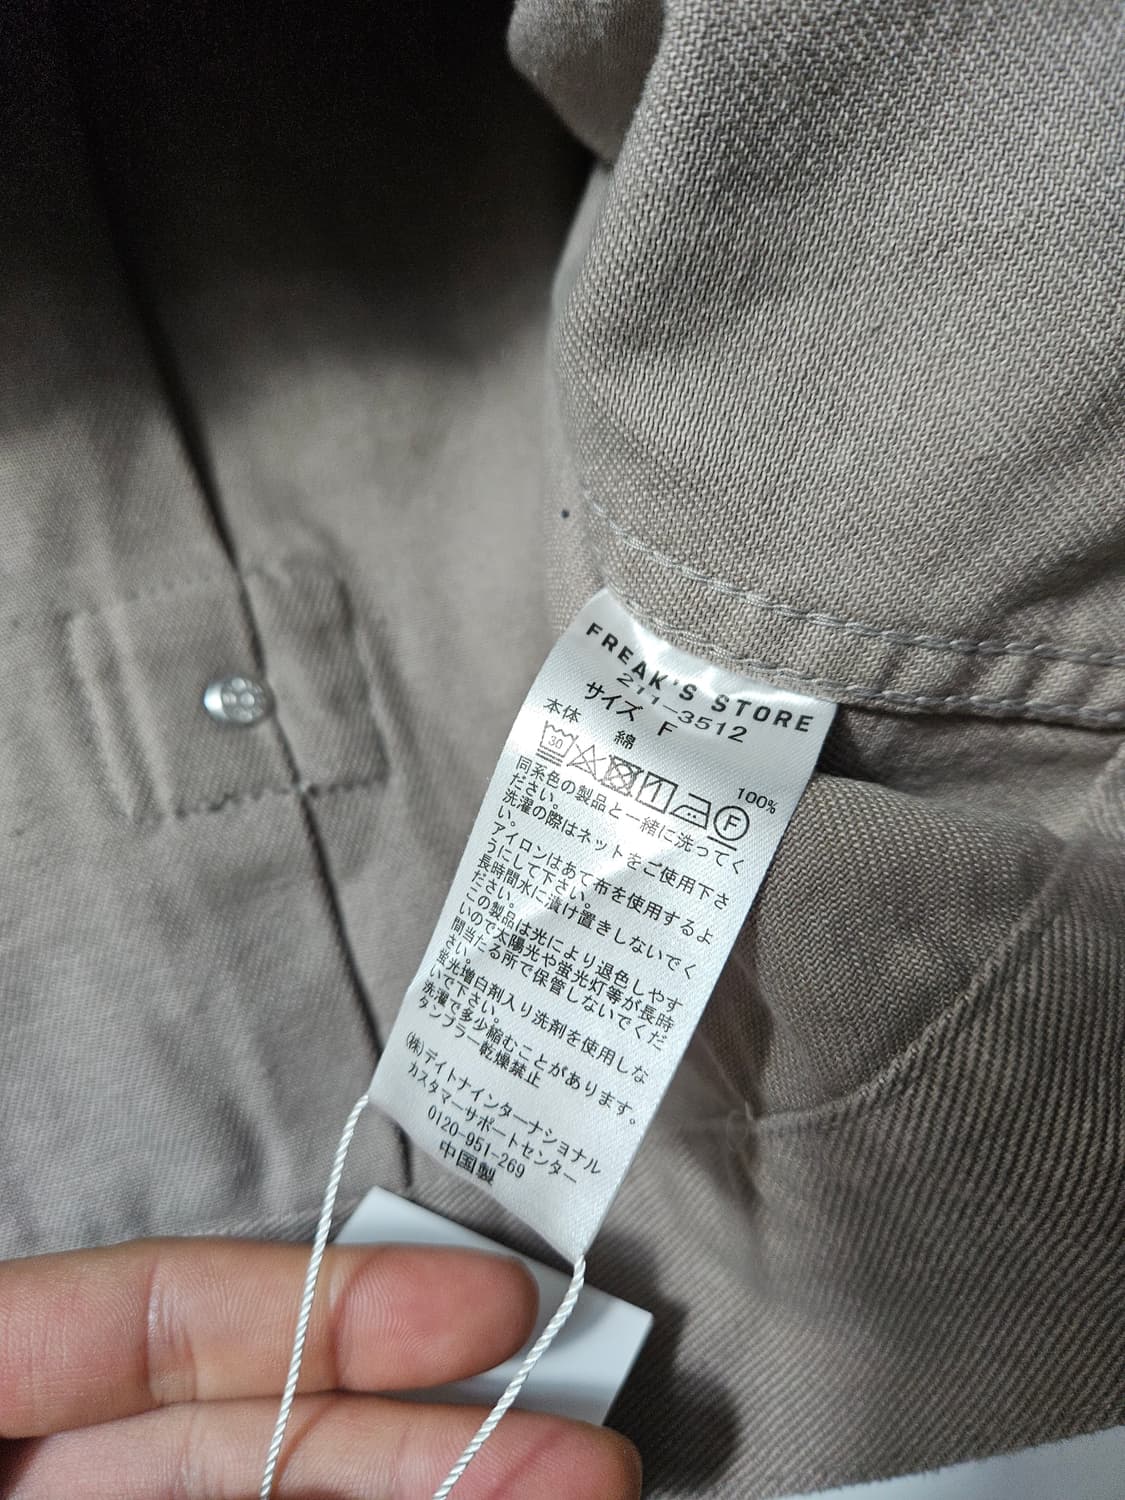 FREAK'S STORE
211-3512
サイズ F
本体
綿 100%
30 F
同系色の製品と一緒に洗ってく
ださい。
洗濯の際はネットをご使用下さ
い。
アイロンはあて布を使用するよ
うにして下さい。
長時間水に漬け置きしないでく
ださい。
この製品は光により退色しやす
いので太陽光や蛍光灯等が長時
間当たる所で保管しないでくだ
さい。
蛍光増白剤入り洗剤を使用しな
いで下さい。
洗濯で多少縮むことがあります。
タンブラー乾燥禁止
(株)デイトナインターナショナル
カスタマーサポートセンター
0120-951-269
中国製